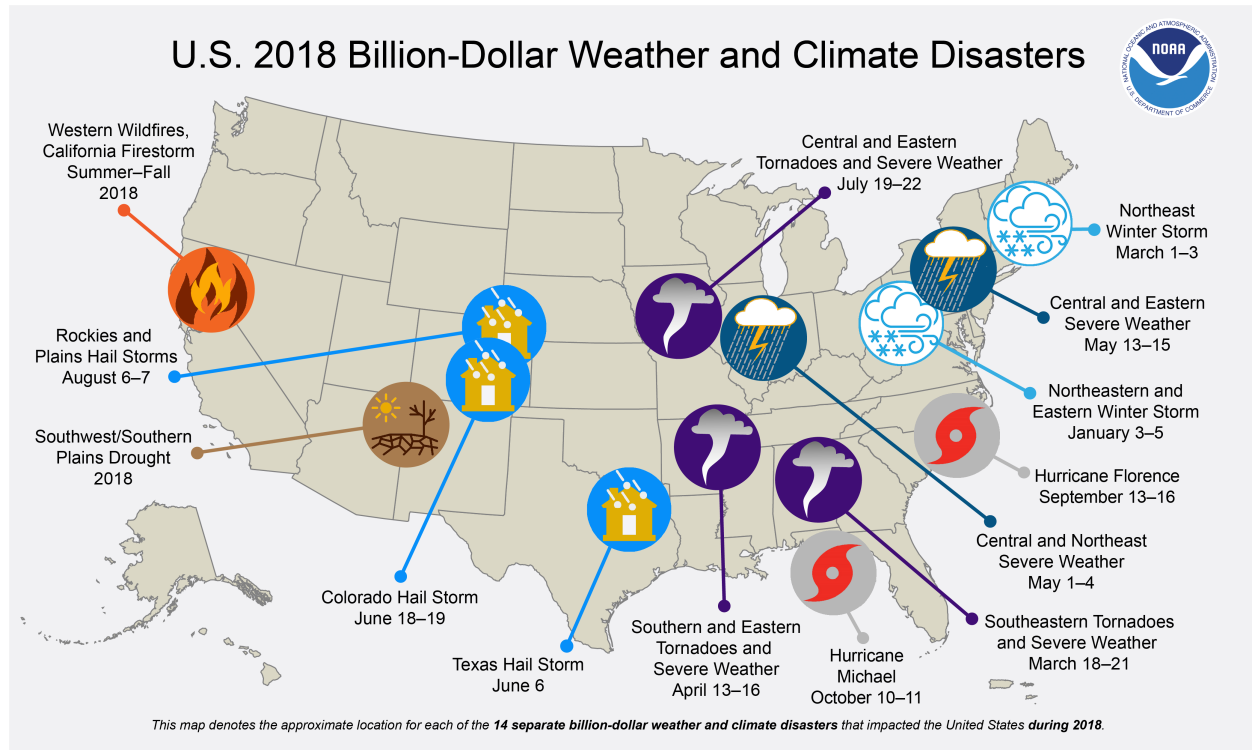 U.S. 2018 Billion-Dollar Weather and Climate Disasters
NATIONAL OCEANIC AND ATMOSPHERIC ADMINISTRATION
NOAA
U.S. DEPARTMENT OF COMMERCE
Western Wildfires,
California Firestorm
Summer–Fall
2018
Central and Eastern
Tornadoes and Severe Weather
July 19–22
Northeast
Winter Storm
March 1–3
Rockies and
Plains Hail Storms
August 6–7
Central and Eastern
Severe Weather
May 13–15
Northeastern and
Eastern Winter Storm
January 3–5
Southwest/Southern
Plains Drought
2018
Hurricane Florence
September 13–16
Central and Northeast
Severe Weather
May 1–4
Colorado Hail Storm
June 18–19
Texas Hail Storm
June 6
Southern and Eastern
Tornadoes and
Severe Weather
April 13–16
Hurricane
Michael
October 10–11
Southeastern Tornadoes
and Severe Weather
March 18–21
This map denotes the approximate location for each of the 14 separate billion-dollar weather and climate disasters that impacted the United States during 2018.